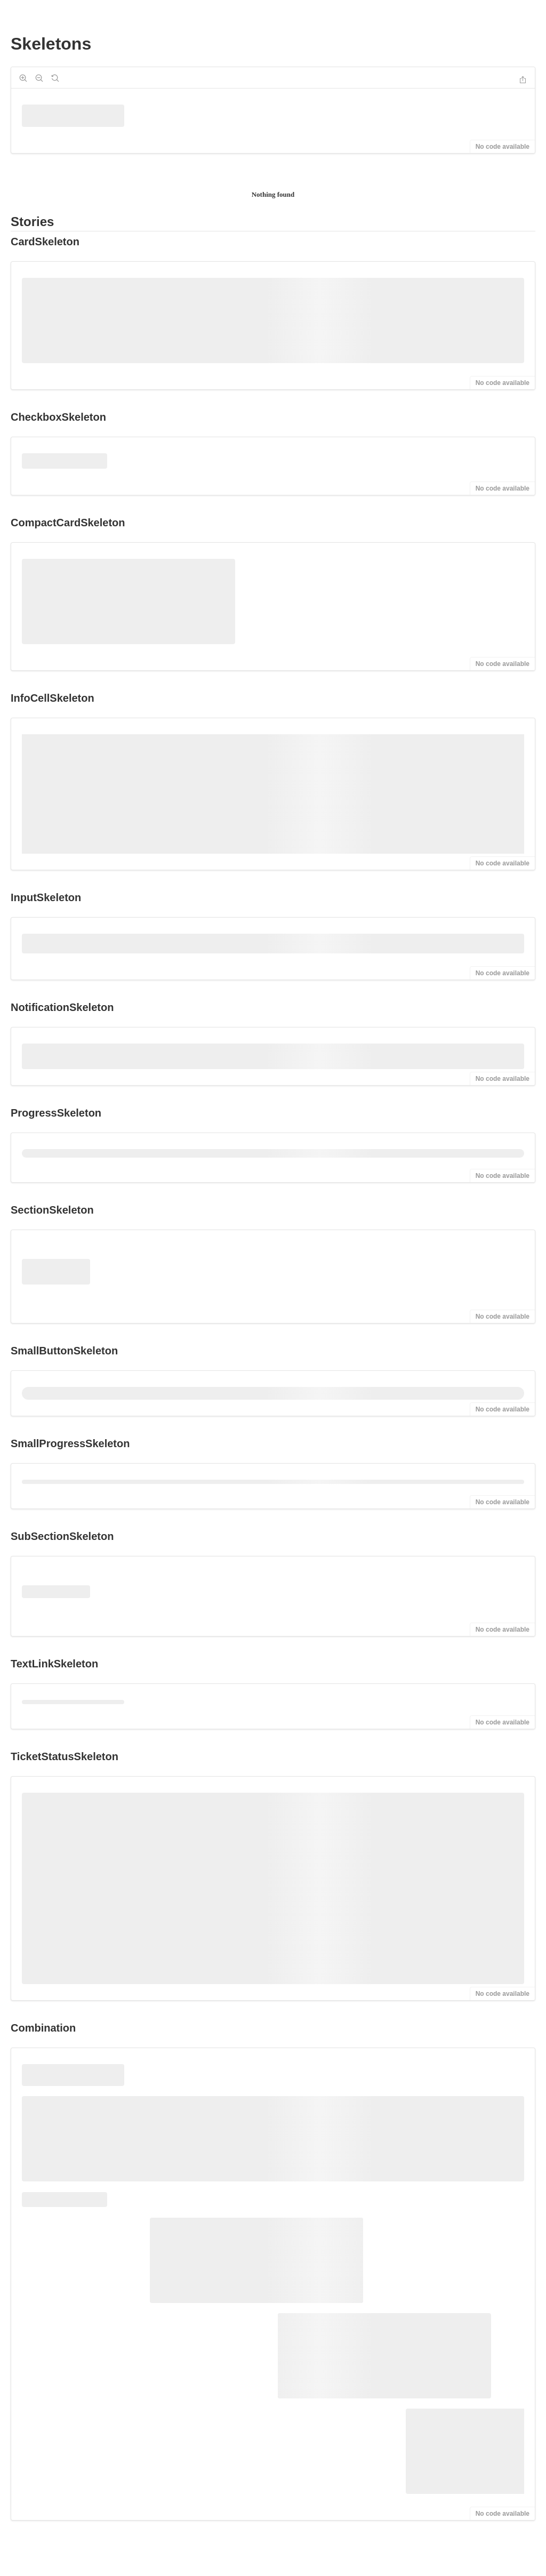 Skeletons
No code available
Nothing found
Stories
CardSkeleton
No code available
CheckboxSkeleton
No code available
CompactCardSkeleton
No code available
InfoCellSkeleton
No code available
InputSkeleton
No code available
NotificationSkeleton
No code available
ProgressSkeleton
No code available
SectionSkeleton
No code available
SmallButtonSkeleton
No code available
SmallProgressSkeleton
No code available
SubSectionSkeleton
No code available
TextLinkSkeleton
No code available
TicketStatusSkeleton
No code available
Combination
No code available